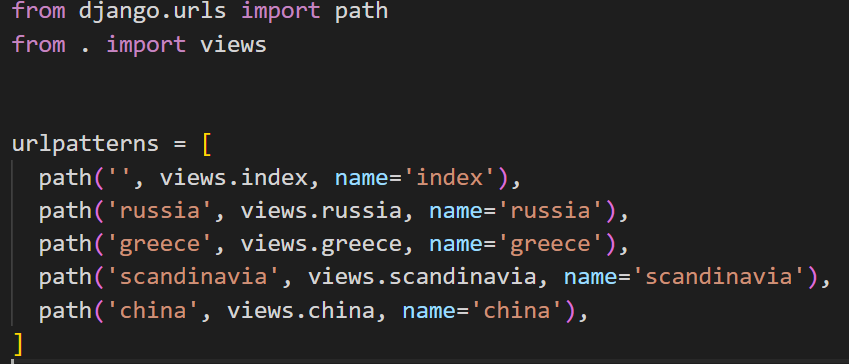 from django.urls import path
from . import views
urlpatterns = [
path('', views.index, name='index'),
path('russia', views.russia, name='russia'),
path('greece', views.greece, name='greece'),
path('scandinavia', views.scandinavia, name='scandinavia'),
path('china', views.china, name='china'),
]